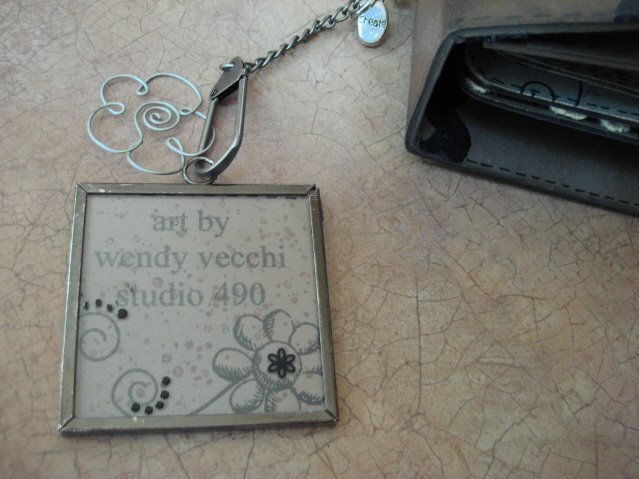 create
art by
wendy vecchi
studio 490